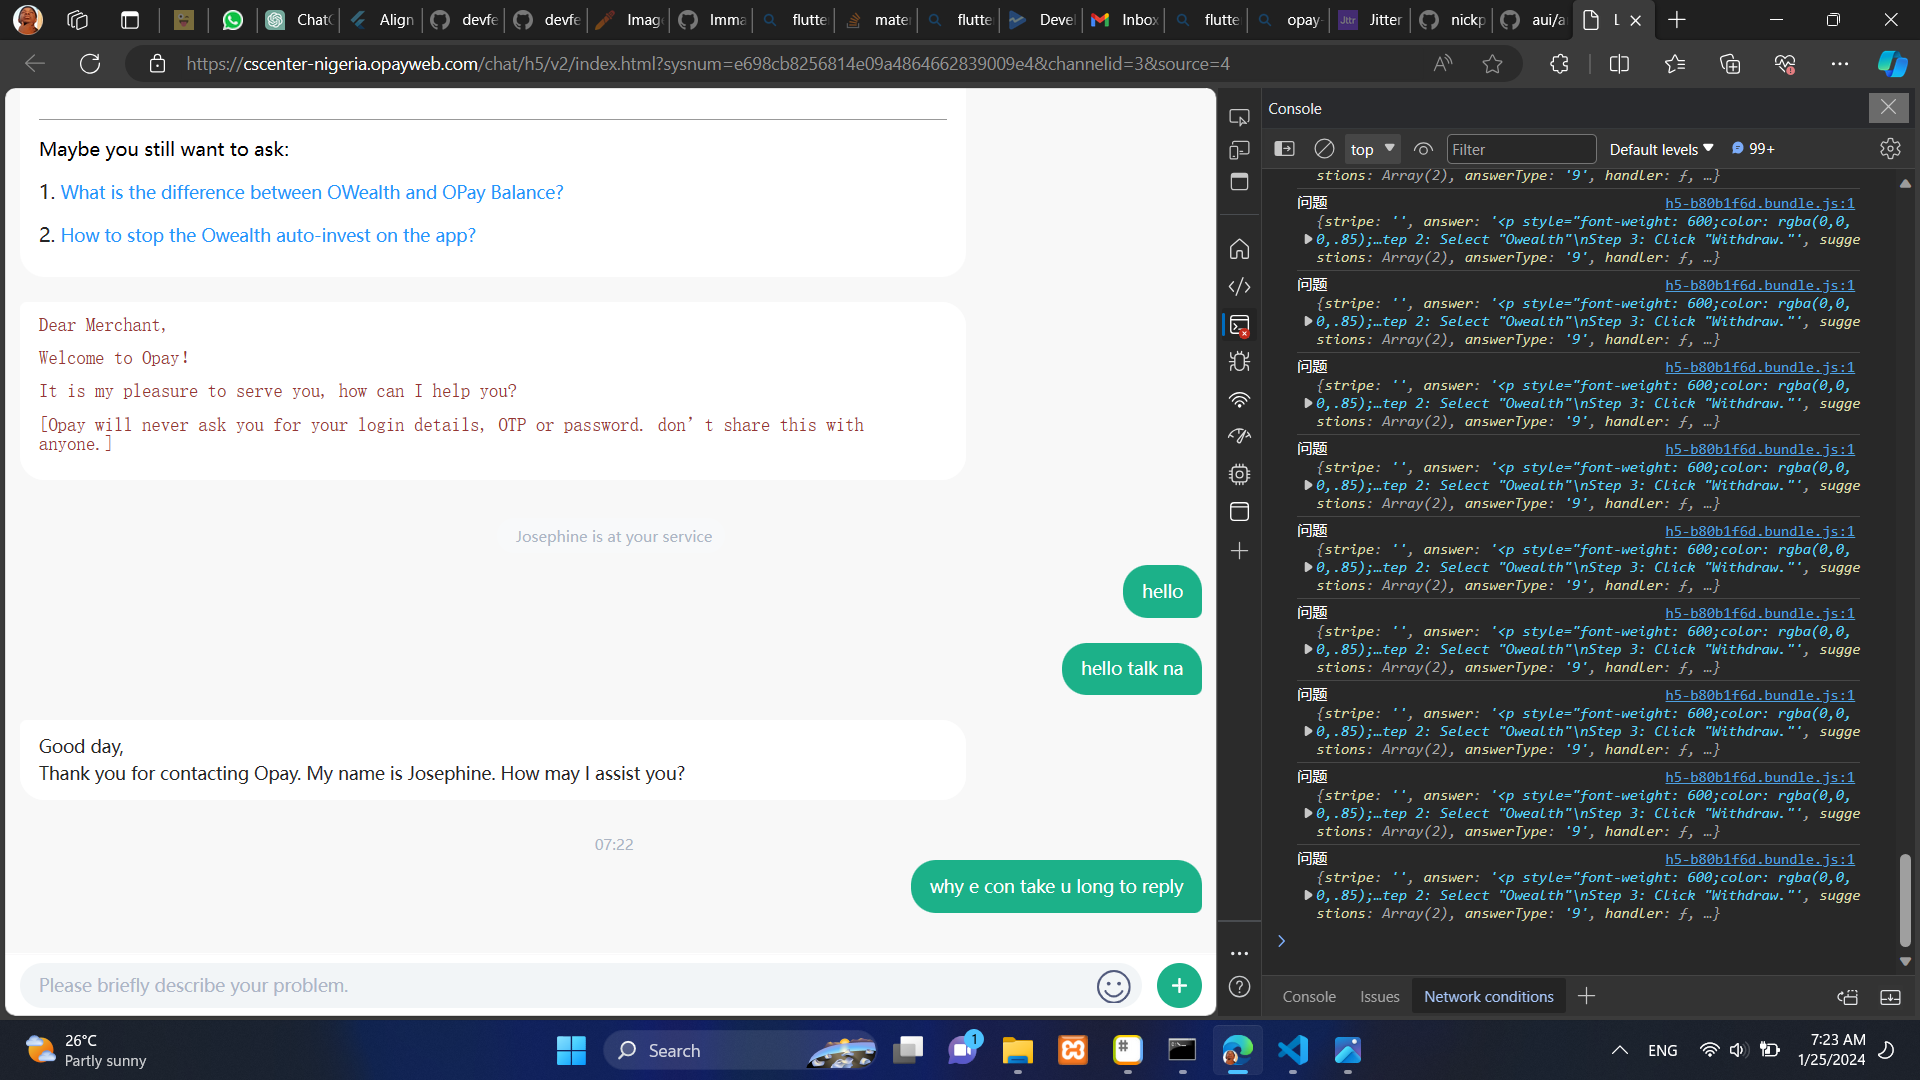 ChatG
Align
devfe
devfe
Image
Imma
flutte
mater
flutte
Devel
Inbox
flutte
opay-
Jitter
nickp
aui/a
https://cscenter-nigeria.opayweb.com/chat/h5/v2/index.html?sysnum=e698cb8256814e09a4864662839009e4&channelid=3&source=4
Maybe you still want to ask:
1. What is the difference between OWealth and OPay Balance?
2. How to stop the Owealth auto-invest on the app?
Dear Merchant,
Welcome to Opay!
It is my pleasure to serve you, how can I help you?
[Opay will never ask you for your login details, OTP or password. don't share this with
anyone.]
Josephine is at your service
hello
hello talk na
Good day,
Thank you for contacting Opay. My name is Josephine. How may I assist you?
07:22
why e con take u long to reply
Please briefly describe your problem.
Console
top
Filter
Default levels
99+
stions: Array(2), answerType: '9', handler: ƒ, …}
问题 h5-b80b1f6d.bundle.js:1
{stripe: '', answer: '<p style="font-weight: 600;color: rgba(0,0,
0,.85);…tep 2: Select "Owealth"\nStep 3: Click "Withdraw."', sugge
stions: Array(2), answerType: '9', handler: ƒ, …}
问题 h5-b80b1f6d.bundle.js:1
{stripe: '', answer: '<p style="font-weight: 600;color: rgba(0,0,
0,.85);…tep 2: Select "Owealth"\nStep 3: Click "Withdraw."', sugge
stions: Array(2), answerType: '9', handler: ƒ, …}
问题 h5-b80b1f6d.bundle.js:1
{stripe: '', answer: '<p style="font-weight: 600;color: rgba(0,0,
0,.85);…tep 2: Select "Owealth"\nStep 3: Click "Withdraw."', sugge
stions: Array(2), answerType: '9', handler: ƒ, …}
问题 h5-b80b1f6d.bundle.js:1
{stripe: '', answer: '<p style="font-weight: 600;color: rgba(0,0,
0,.85);…tep 2: Select "Owealth"\nStep 3: Click "Withdraw."', sugge
stions: Array(2), answerType: '9', handler: ƒ, …}
问题 h5-b80b1f6d.bundle.js:1
{stripe: '', answer: '<p style="font-weight: 600;color: rgba(0,0,
0,.85);…tep 2: Select "Owealth"\nStep 3: Click "Withdraw."', sugge
stions: Array(2), answerType: '9', handler: ƒ, …}
问题 h5-b80b1f6d.bundle.js:1
{stripe: '', answer: '<p style="font-weight: 600;color: rgba(0,0,
0,.85);…tep 2: Select "Owealth"\nStep 3: Click "Withdraw."', sugge
stions: Array(2), answerType: '9', handler: ƒ, …}
问题 h5-b80b1f6d.bundle.js:1
{stripe: '', answer: '<p style="font-weight: 600;color: rgba(0,0,
0,.85);…tep 2: Select "Owealth"\nStep 3: Click "Withdraw."', sugge
stions: Array(2), answerType: '9', handler: ƒ, …}
问题 h5-b80b1f6d.bundle.js:1
{stripe: '', answer: '<p style="font-weight: 600;color: rgba(0,0,
0,.85);…tep 2: Select "Owealth"\nStep 3: Click "Withdraw."', sugge
stions: Array(2), answerType: '9', handler: ƒ, …}
问题 h5-b80b1f6d.bundle.js:1
{stripe: '', answer: '<p style="font-weight: 600;color: rgba(0,0,
0,.85);…tep 2: Select "Owealth"\nStep 3: Click "Withdraw."', sugge
stions: Array(2), answerType: '9', handler: ƒ, …}
Console
Issues
Network conditions
26°C
Partly sunny
Search
1
ENG
7:23 AM
1/25/2024